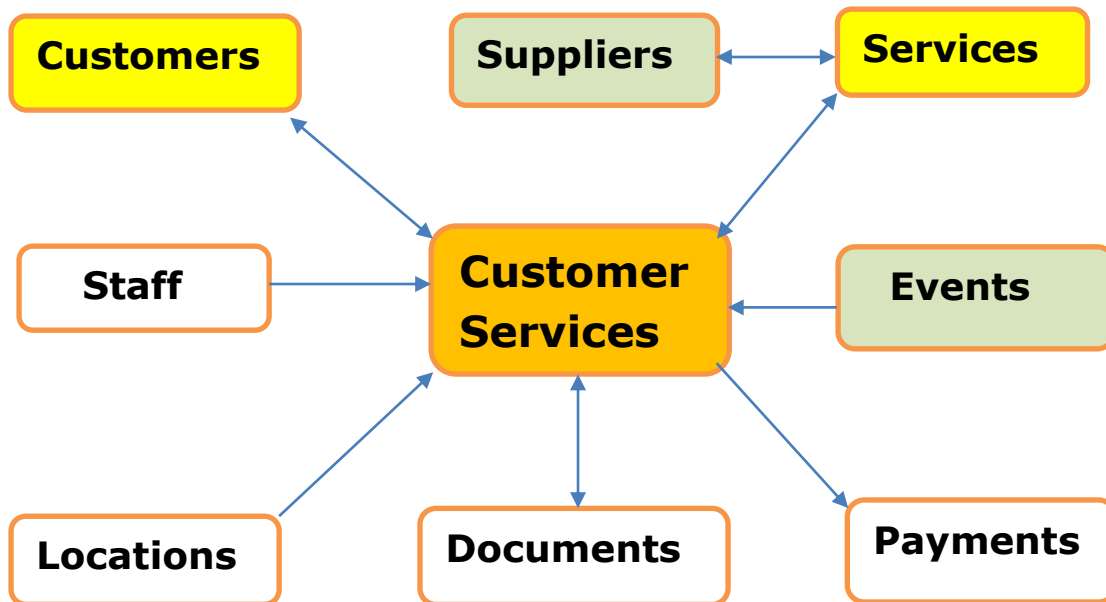 Customers
Suppliers
Services
Staff
Customer
Services
Events
Locations
Documents
Payments